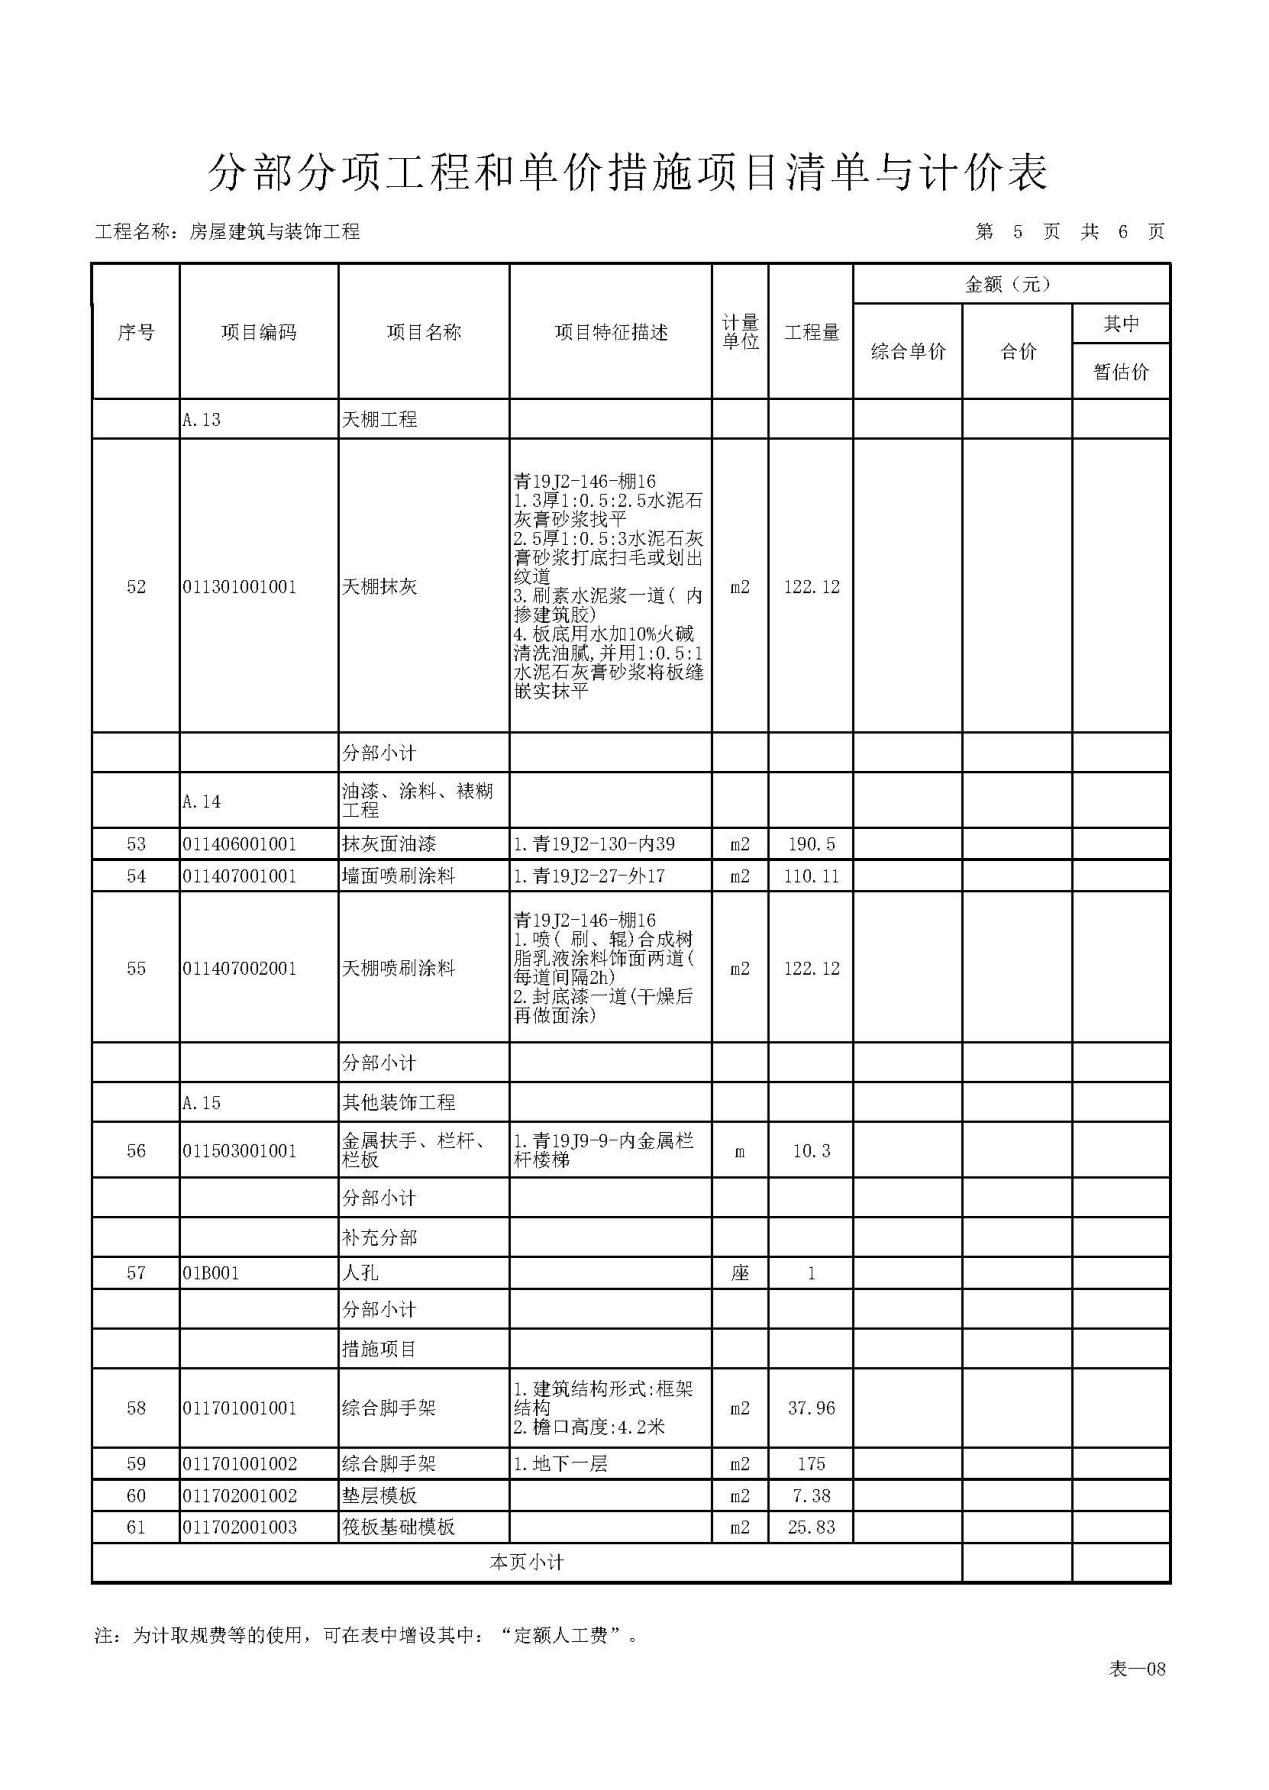 分部分项工程和单价措施项目清单与计价表
工程名称：房屋建筑与装饰工程 第 5 页 共 6 页
序号 项目编码 项目名称 项目特征描述 计量单位 工程量 金额（元）
综合单价 合价 其中
暂估价
A.13 天棚工程
52 011301001001 天棚抹灰 m2 122.12
青19J2-146-棚16
1.3厚1:0.5:2.5水泥石
灰膏砂浆找平
2.5厚1:0.5:3水泥石灰
膏砂浆打底扫毛或划出
纹道
3.刷素水泥浆一道( 内
掺建筑胶)
4.板底用水加10%火碱
清洗油腻,并用1:0.5:1
水泥石灰膏砂浆将板缝
嵌实抹平
分部小计
A.14 油漆、涂料、裱糊
工程
53 011406001001 抹灰面油漆 1.青19J2-130-内39 m2 190.5
54 011407001001 墙面喷刷涂料 1.青19J2-27-外17 m2 110.11
55 011407002001 天棚喷刷涂料 m2 122.12
青19J2-146-棚16
1.喷( 刷、辊)合成树
脂乳液涂料饰面两道(
每道间隔2h)
2.封底漆一道(干燥后
再做面涂)
分部小计
A.15 其他装饰工程
56 011503001001 金属扶手、栏杆、
栏板
1.青19J9-9-内金属栏
杆楼梯
m 10.3
分部小计
补充分部
57 01B001 人孔 座 1
分部小计
措施项目
58 011701001001 综合脚手架 m2 37.96
1.建筑结构形式:框架
结构
2.檐口高度:4.2米
59 011701001002 综合脚手架 1.地下一层 m2 175
60 011702001002 垫层模板 m2 7.38
61 011702001003 筏板基础模板 m2 25.83
本页小计
注：为计取规费等的使用，可在表中增设其中：“定额人工费”。
表—08